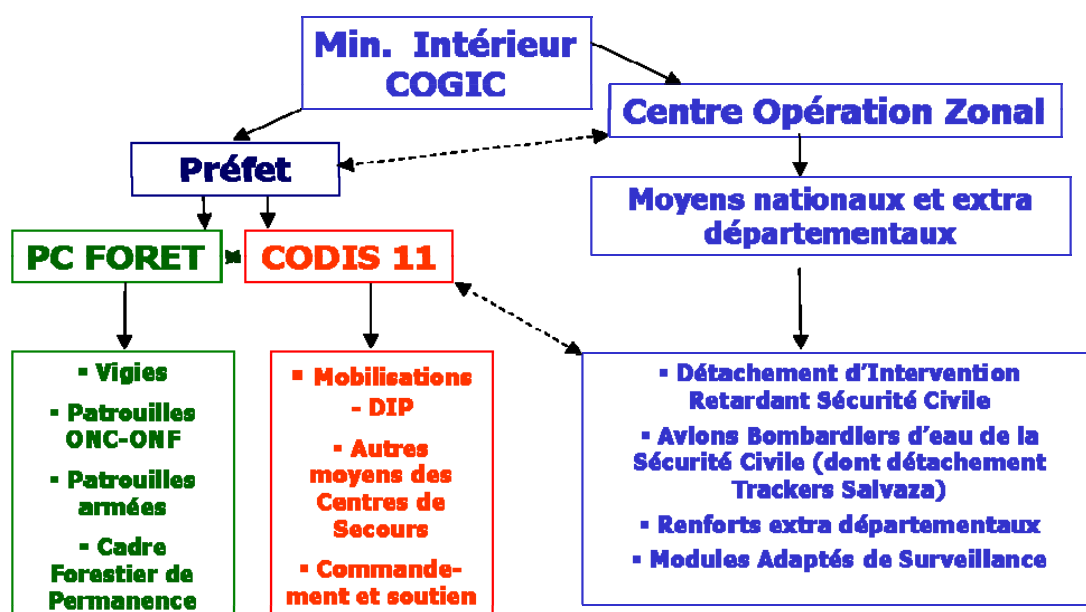 Min. Intérieur
COGIC
Centre Opération Zonal
Préfet
Moyens nationaux et extra
départementaux
PC FORET
CODIS 11
▪ Vigies
▪ Patrouilles
ONC-ONF
▪ Patrouilles
armées
▪ Cadre
Forestier de
Permanence
▪ Mobilisations
- DIP
▪ Autres
moyens des
Centres de
Secours
▪ Commande-
ment et soutien
▪ Détachement d'Intervention
Retardant Sécurité Civile
▪ Avions Bombardiers d'eau de la
Sécurité Civile (dont détachement
Trackers Salvaza)
▪ Renforts extra départementaux
▪ Modules Adaptés de Surveillance